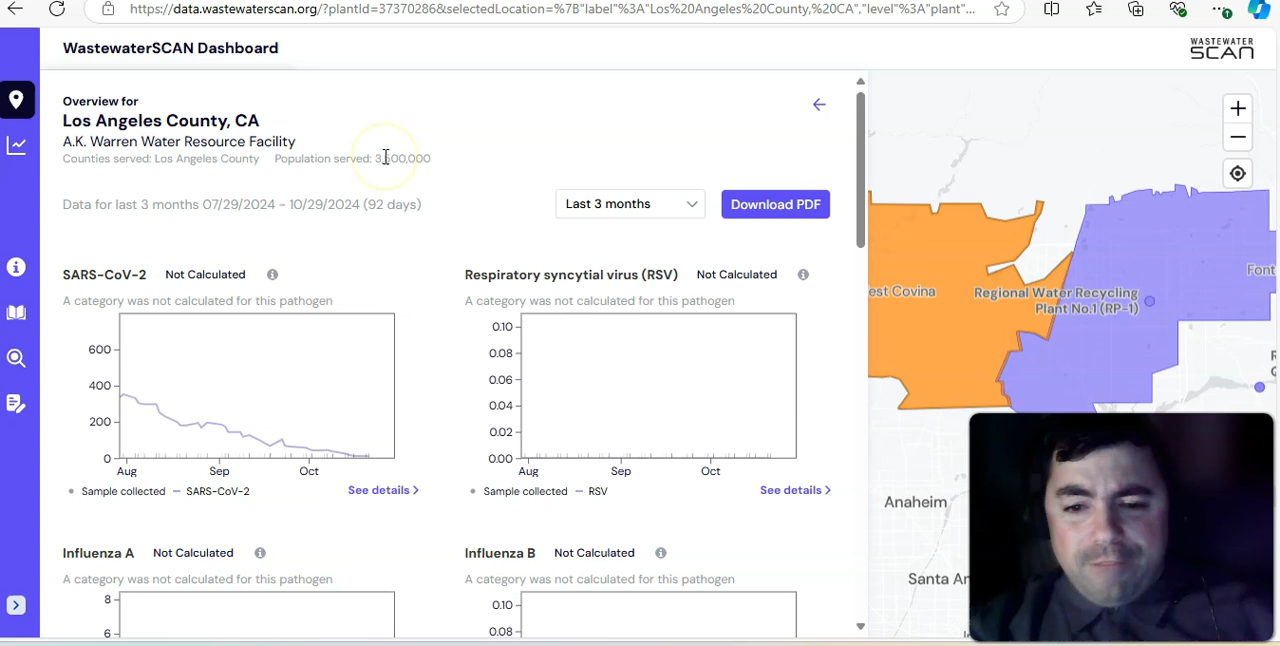 https://data.wastewaterscan.org/?plantId=37370286&selectedLocation=%7B"label"%3A"Los%20Angeles%20County,%20CA","level"%3A"plant"...
WastewaterSCAN Dashboard
WASTEWATER
SCAN
Overview for
Los Angeles County, CA
A.K. Warren Water Resource Facility
Counties served: Los Angeles County Population served: 3,500,000
Data for last 3 months 07/29/2024 - 10/29/2024 (92 days)
Last 3 months
Download PDF
SARS-CoV-2 Not Calculated
A category was not calculated for this pathogen
600
400
200
0
Aug Sep Oct
Sample collected SARS-CoV-2
See details
Respiratory syncytial virus (RSV) Not Calculated
A category was not calculated for this pathogen
0.10
0.08
0.06
0.04
0.02
0.00
Aug Sep Oct
Sample collected RSV
See details
Influenza A Not Calculated
A category was not calculated for this pathogen
8
6
Influenza B Not Calculated
A category was not calculated for this pathogen
0.10
0.08
est Covina
Regional Water Recycling
Plant No.1 (RP-1)
Font
Anaheim
Santa An